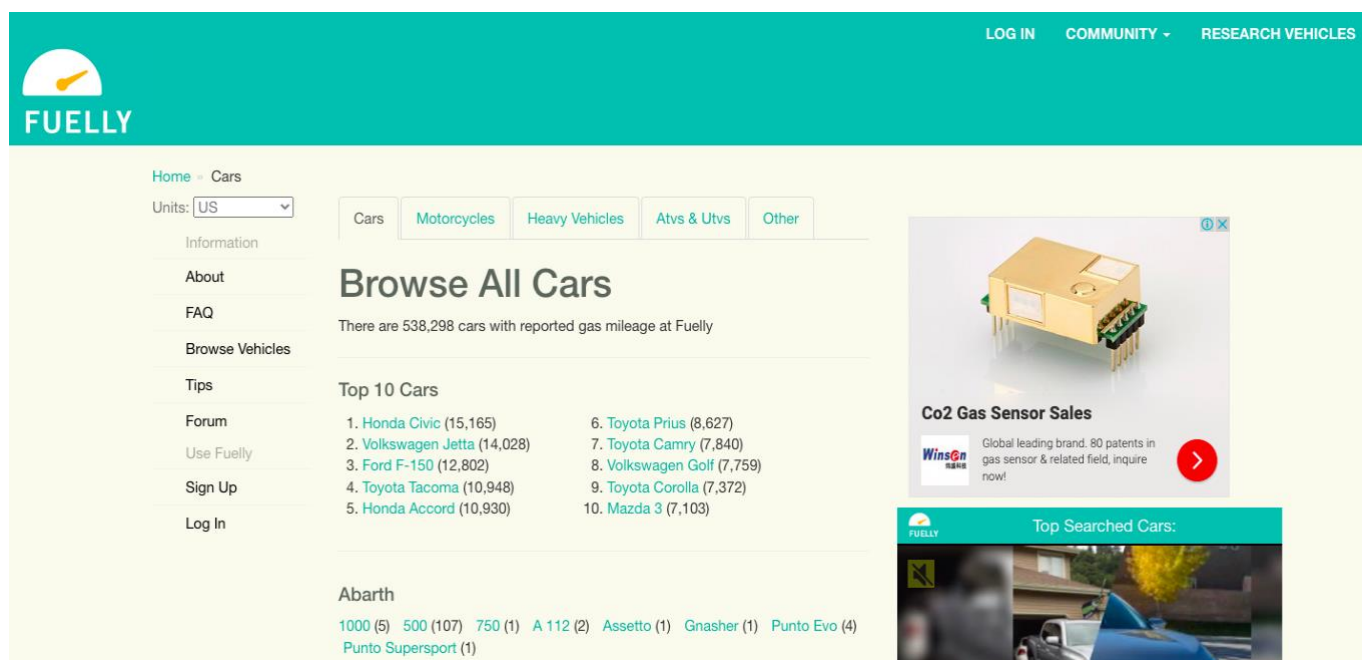 LOG IN COMMUNITY RESEARCH VEHICLES
FUELLY
Home » Cars
Units: US
Information
About
FAQ
Browse Vehicles
Tips
Forum
Use Fuelly
Sign Up
Log In
Cars Motorcycles Heavy Vehicles Atvs & Utvs Other
Browse All Cars
There are 538,298 cars with reported gas mileage at Fuelly
Top 10 Cars
1. Honda Civic (15,165)
2. Volkswagen Jetta (14,028)
3. Ford F-150 (12,802)
4. Toyota Tacoma (10,948)
5. Honda Accord (10,930)
6. Toyota Prius (8,627)
7. Toyota Camry (7,840)
8. Volkswagen Golf (7,759)
9. Toyota Corolla (7,372)
10. Mazda 3 (7,103)
Abarth
1000 (5) 500 (107) 750 (1) A 112 (2) Assetto (1) Gnasher (1) Punto Evo (4)
Punto Supersport (1)
Co2 Gas Sensor Sales
Winsen
Global leading brand. 80 patents in
gas sensor & related field, inquire
now!
FUELLY
Top Searched Cars: